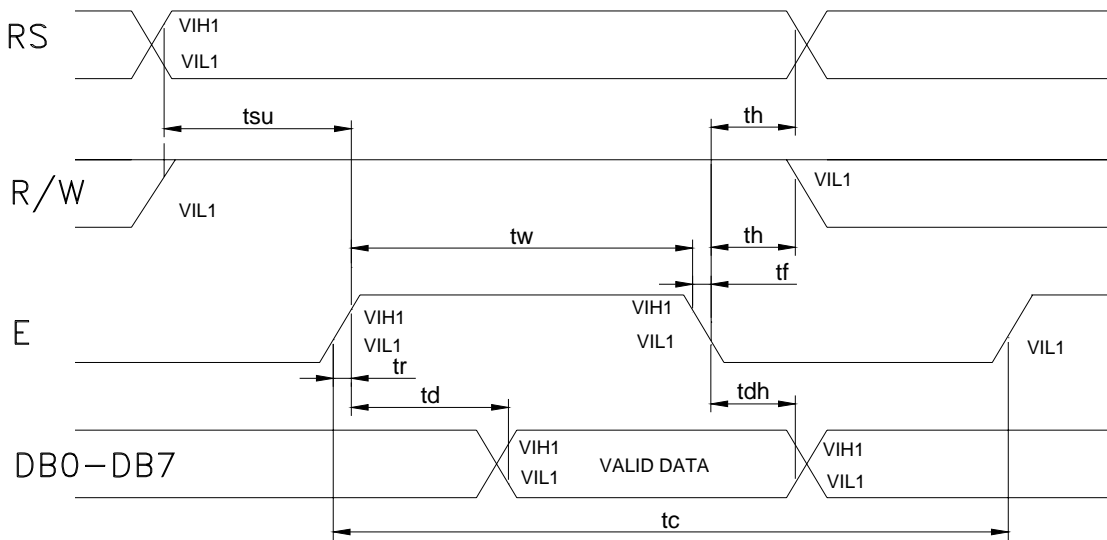 RS
VIH1
VIL1
tsu
th
R/W
VIL1
VIL1
tw
th
tf
E
VIH1
VIL1
VIH1
VIL1
VIL1
tr
td
tdh
DB0-DB7
VIH1
VIL1
VALID DATA
VIH1
VIL1
tc